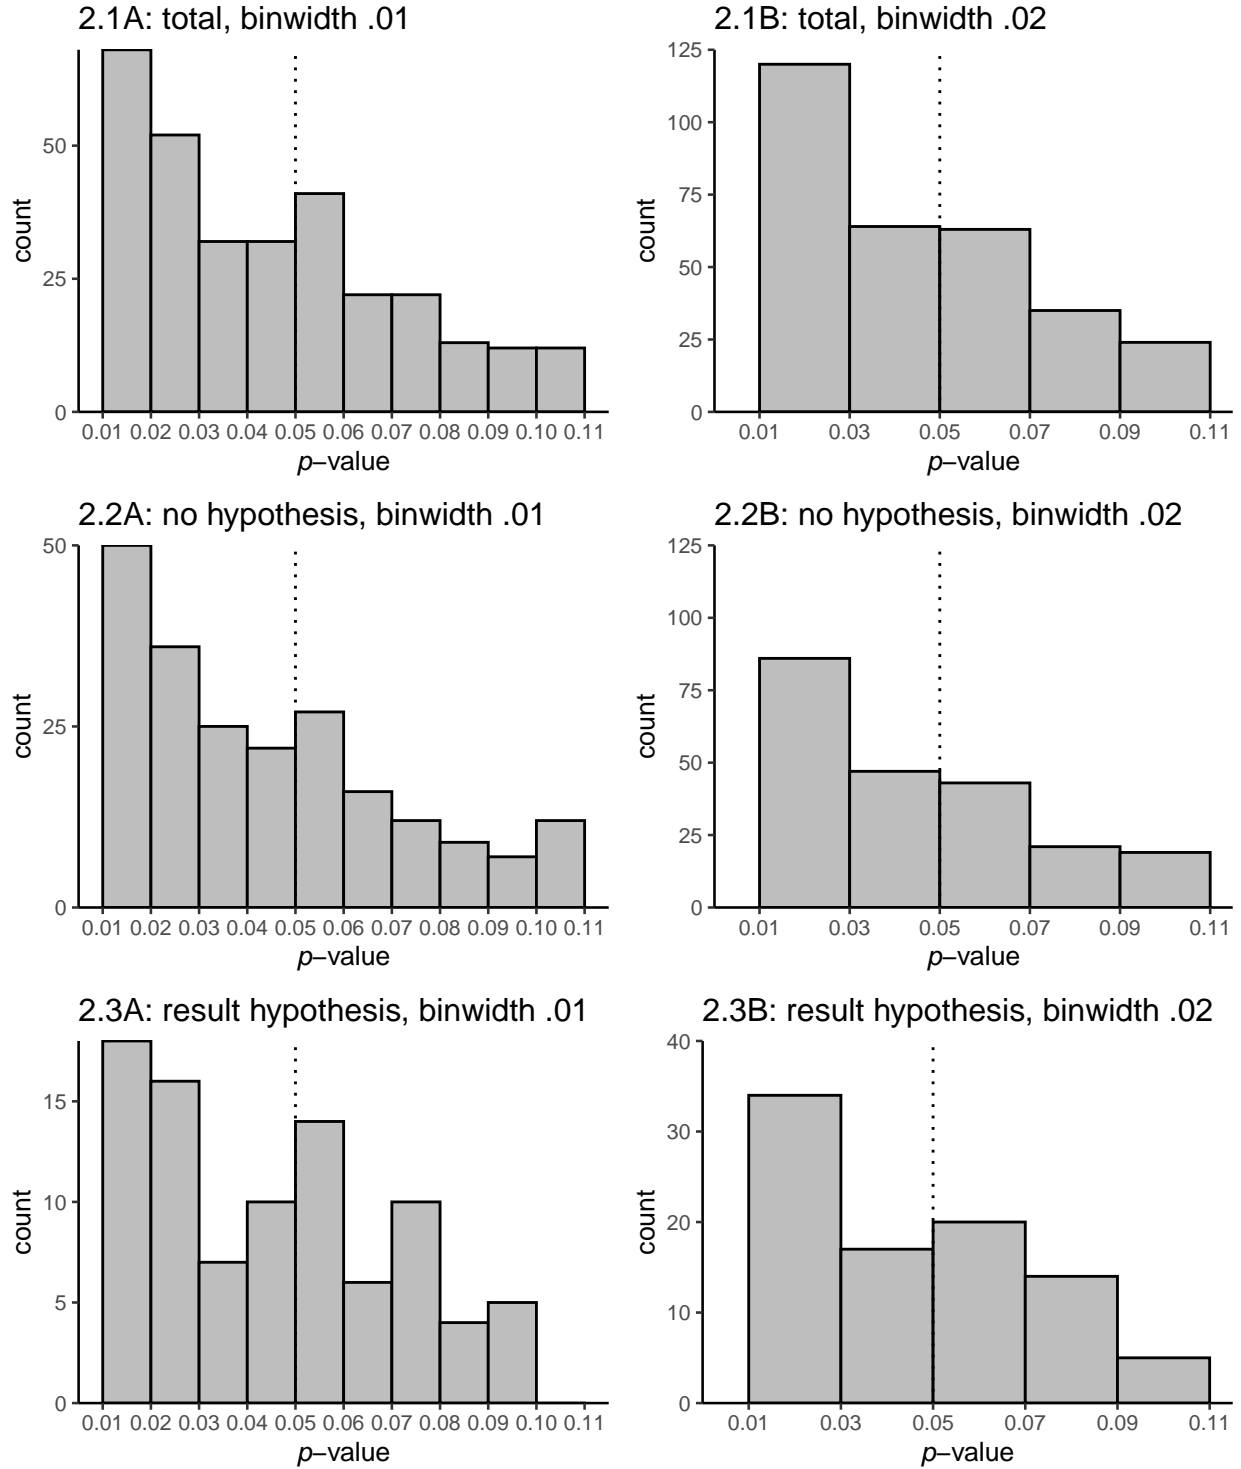 2.1A: total, binwidth .01
50
25
0
count
0.01 0.02 0.03 0.04 0.05 0.06 0.07 0.08 0.09 0.10 0.11
p−value
2.1B: total, binwidth .02
125
100
75
50
25
0
count
0.01 0.03 0.05 0.07 0.09 0.11
p−value
2.2A: no hypothesis, binwidth .01
50
25
0
count
0.01 0.02 0.03 0.04 0.05 0.06 0.07 0.08 0.09 0.10 0.11
p−value
2.2B: no hypothesis, binwidth .02
125
100
75
50
25
0
count
0.01 0.03 0.05 0.07 0.09 0.11
p−value
2.3A: result hypothesis, binwidth .01
15
10
5
0
count
0.01 0.02 0.03 0.04 0.05 0.06 0.07 0.08 0.09 0.10 0.11
p−value
2.3B: result hypothesis, binwidth .02
40
30
20
10
0
count
0.01 0.03 0.05 0.07 0.09 0.11
p−value